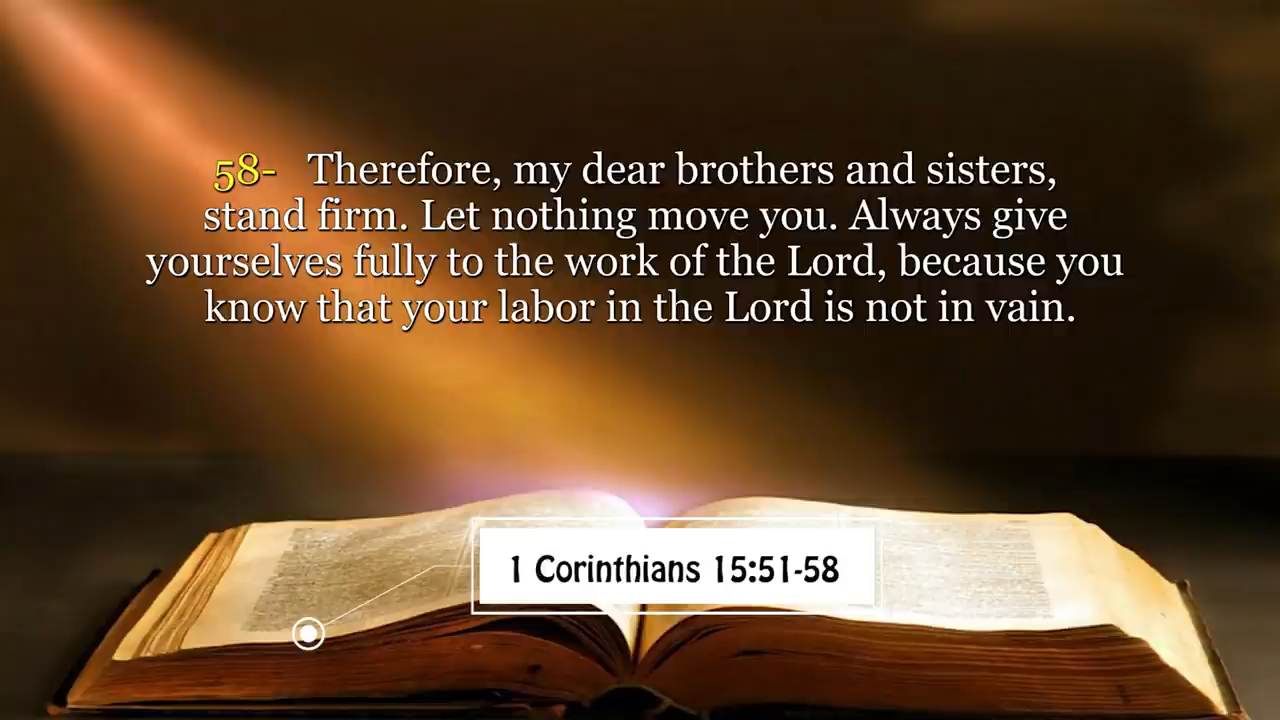 58- Therefore, my dear brothers and sisters,
stand firm. Let nothing move you. Always give
yourselves fully to the work of the Lord, because you
know that your labor in the Lord is not in vain.
1 Corinthians 15:51-58